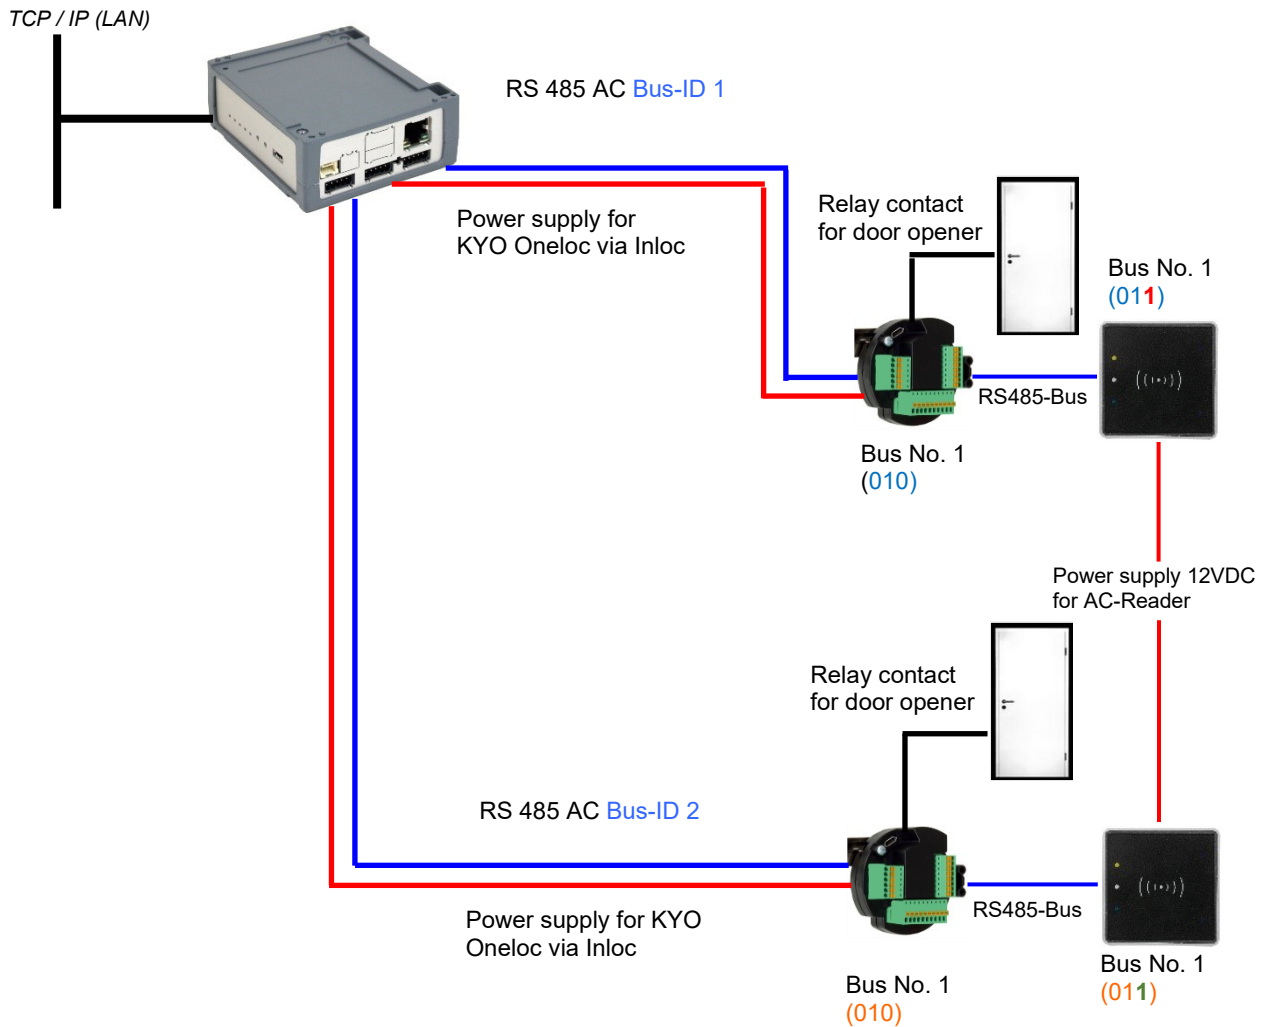 TCP / IP (LAN)
RS 485 AC Bus-ID 1
Power supply for
KYO Oneloc via Inloc
Relay contact
for door opener
Bus No. 1
(011)
RS485-Bus
Bus No. 1
(010)
Power supply 12VDC
for AC-Reader
Relay contact
for door opener
RS 485 AC Bus-ID 2
Power supply for KYO
Oneloc via Inloc
RS485-Bus
Bus No. 1
(010)
Bus No. 1
(011)